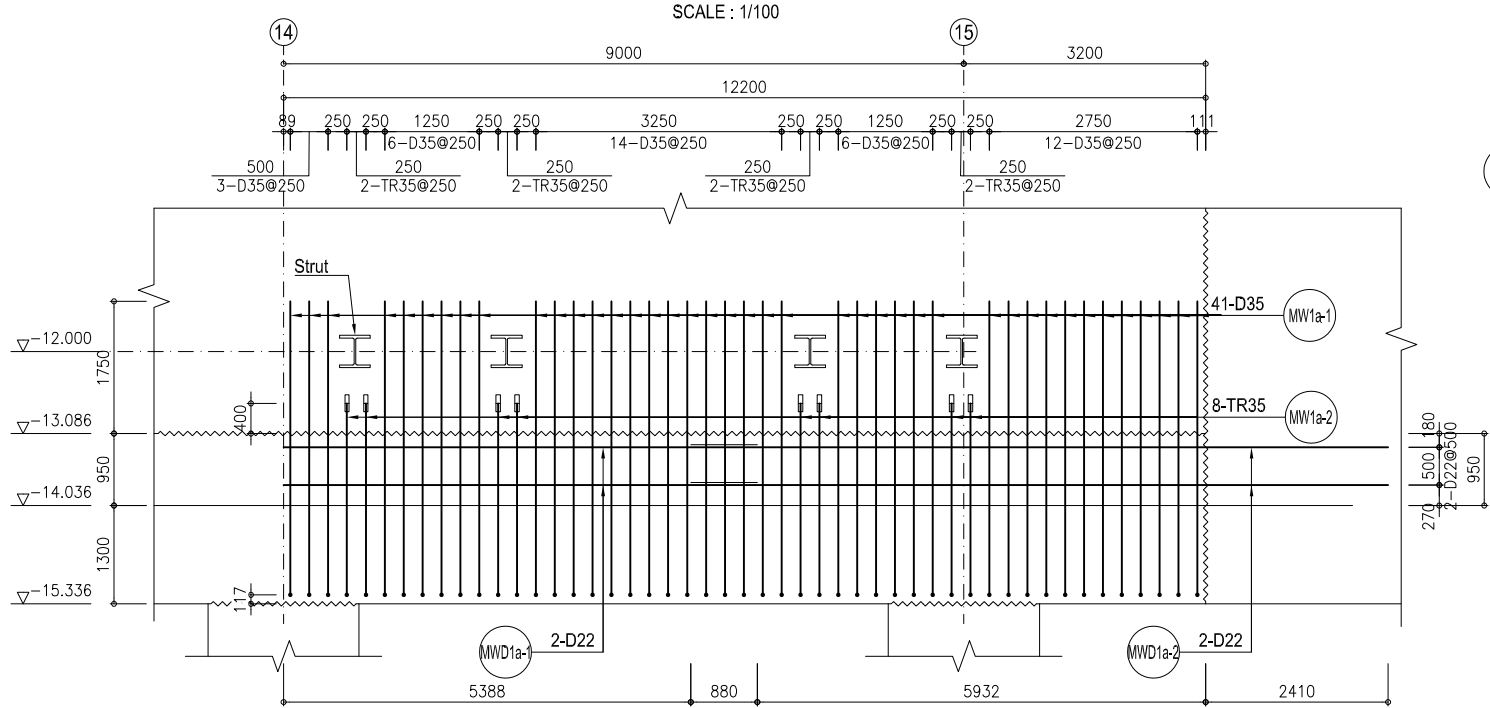 SCALE : 1/100
14
15
9000
3200
12200
89
250
250
1250
250
250
3250
250
250
1250
250
250
2750
111
6-D35@250
14-D35@250
6-D35@250
12-D35@250
500
250
250
250
250
3-D35@250
2-TR35@250
2-TR35@250
2-TR35@250
2-TR35@250
Strut
41-D35
MW1a-1
-12.000
1750
400
8-TR35
MW1a-2
-13.086
950
-14.036
1300
117
-15.336
180
500
270
2-D22@500
950
MWD1a-1
2-D22
MWD1a-2
2-D22
5388
880
5932
2410